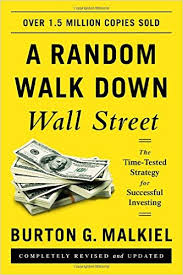 OVER 1.5 MILLION COPIES SOLD
A RANDOM
WALK DOWN
Wall Street
The
Time-Tested
Strategy
for
Successful
Investing
BURTON G. MALKIEL
COMPLETELY REVISED AND UPDATED